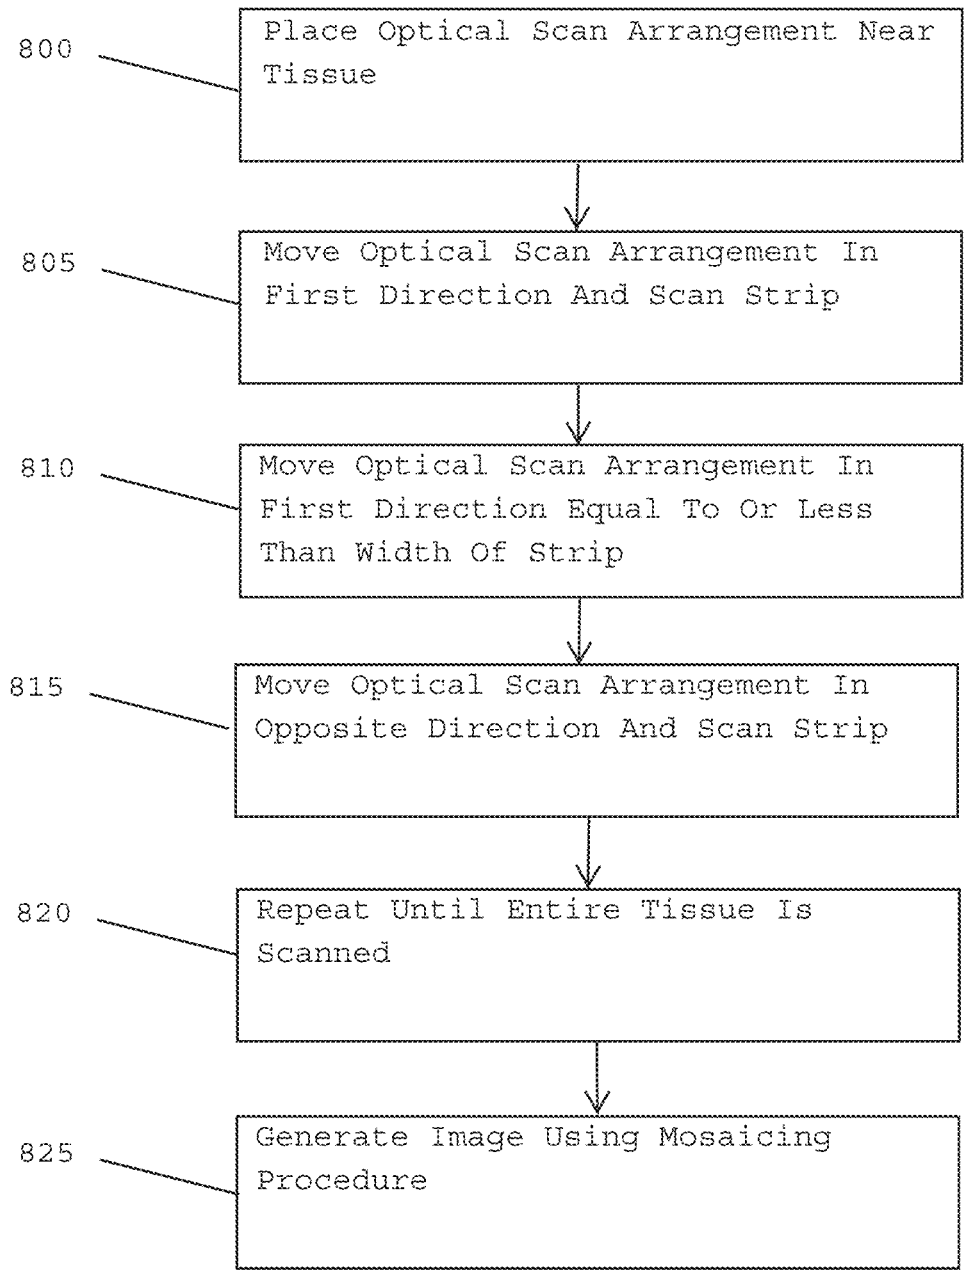 800
Place Optical Scan Arrangement Near
Tissue
805
Move Optical Scan Arrangement In
First Direction And Scan Strip
810
Move Optical Scan Arrangement In
First Direction Equal To Or Less
Than Width Of Strip
815
Move Optical Scan Arrangement In
Opposite Direction And Scan Strip
820
Repeat Until Entire Tissue Is
Scanned
825
Generate Image Using Mosaicing
Procedure